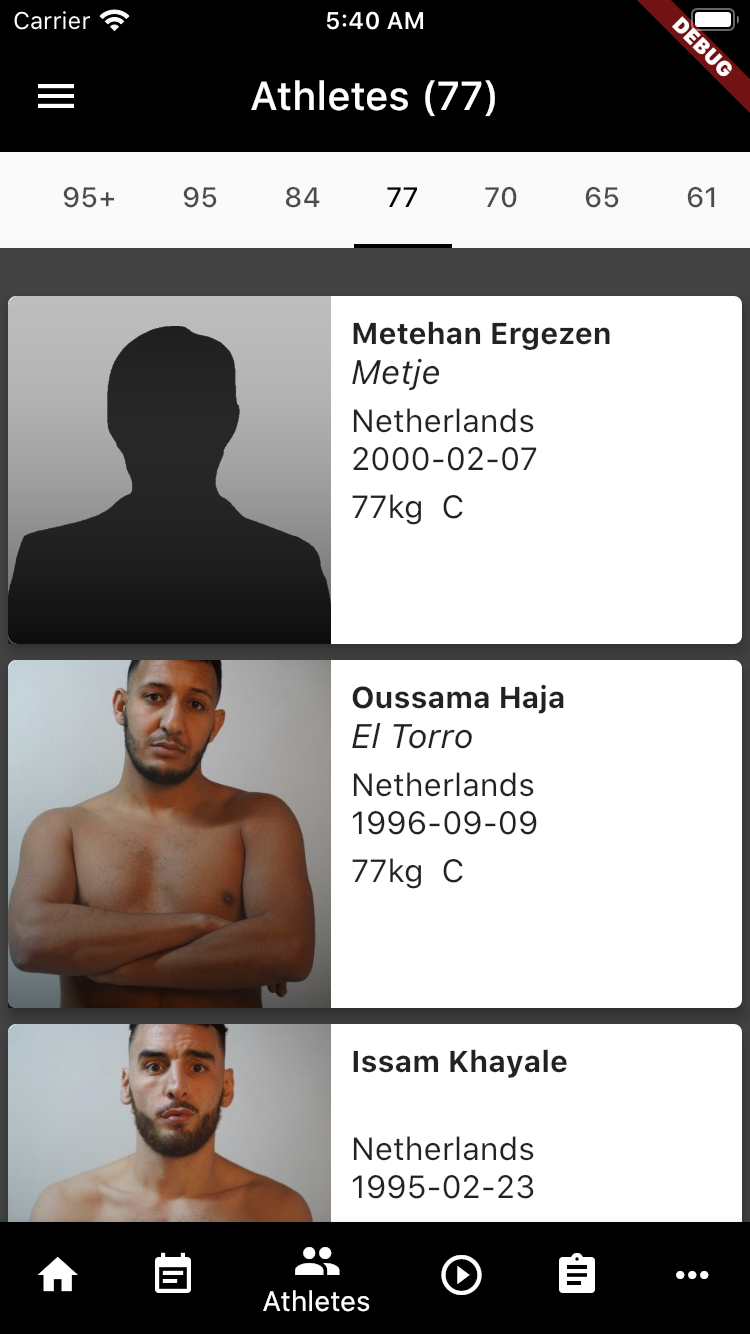 Carrier 5:40 AM
DEBUG
Athletes (77)
95+ 95 84 77 70 65 61
Metehan Ergezen
Metje
Netherlands
2000-02-07
77kg C
Oussama Haja
El Torro
Netherlands
1996-09-09
77kg C
Issam Khayale
Netherlands
1995-02-23
Athletes